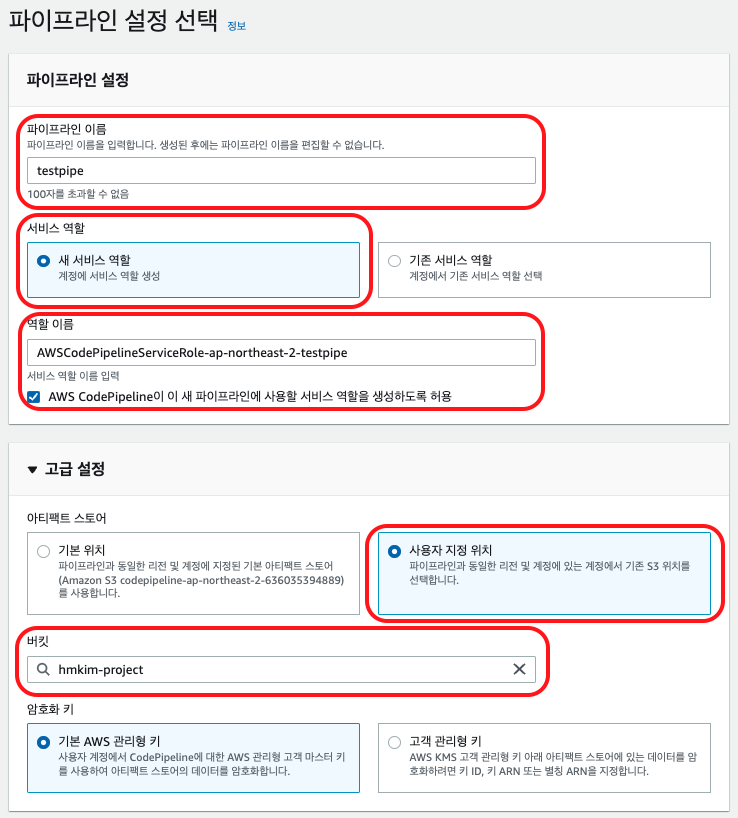 파이프라인 설정 선택 정보
파이프라인 설정
파이프라인 이름
파이프라인 이름을 입력합니다. 생성된 후에는 파이프라인 이름을 편집할 수 없습니다.
testpipe
100자를 초과할 수 없음
서비스 역할
새 서비스 역할
계정에 서비스 역할 생성
기존 서비스 역할
계정에서 기존 서비스 역할 선택
역할 이름
AWSCodePipelineServiceRole-ap-northeast-2-testpipe
서비스 역할 이름 입력
AWS CodePipeline이 이 새 파이프라인에 사용할 서비스 역할을 생성하도록 허용
고급 설정
아티팩트 스토어
기본 위치
파이프라인과 동일한 리전 및 계정에 지정된 기본 아티팩트 스토어
(Amazon S3 codepipeline-ap-northeast-2-636035394889)
를 사용합니다.
사용자 지정 위치
파이프라인과 동일한 리전 및 계정에 있는 계정에서 기존 S3 위치를
선택합니다.
버킷
hmkim-project
암호화 키
기본 AWS 관리형 키
사용자 계정에서 CodePipeline에 대한 AWS 관리형 고객 마스터 키
를 사용하여 아티팩트 스토어의 데이터를 암호화합니다.
고객 관리형 키
AWS KMS 고객 관리형 키 아래 아티팩트 스토어에 있는 데이터를 암
호화하려면 키 ID, 키 ARN 또는 별칭 ARN을 지정합니다.